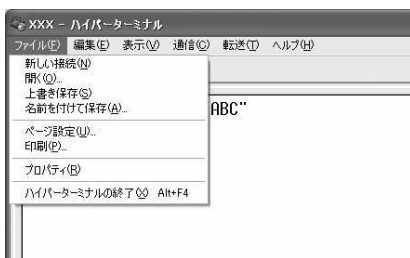 XXX - ハイパーターミナル
ファイル(F) 編集(E) 表示(V) 通信(C) 転送(T) ヘルプ(H)
新しい接続(N)
開く(O)...
上書き保存(S)
名前を付けて保存(A)...
ABC"
ページ設定(U)...
印刷(P)...
プロパティ(R)
ハイパーターミナルの終了(X) Alt+F4